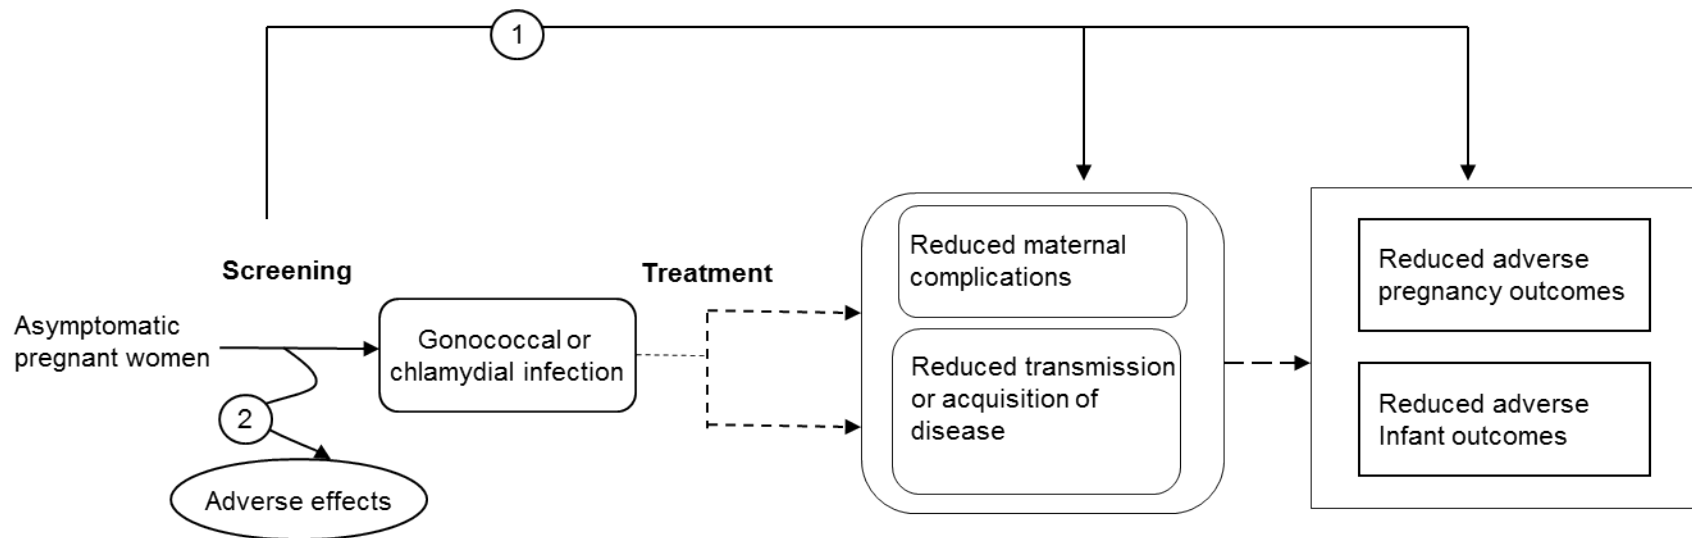 1
Screening
Treatment
Asymptomatic
pregnant women
Gonococcal or
chlamydial infection
2
Adverse effects
Reduced maternal
complications
Reduced transmission
or acquisition of
disease
Reduced adverse
pregnancy outcomes
Reduced adverse
Infant outcomes